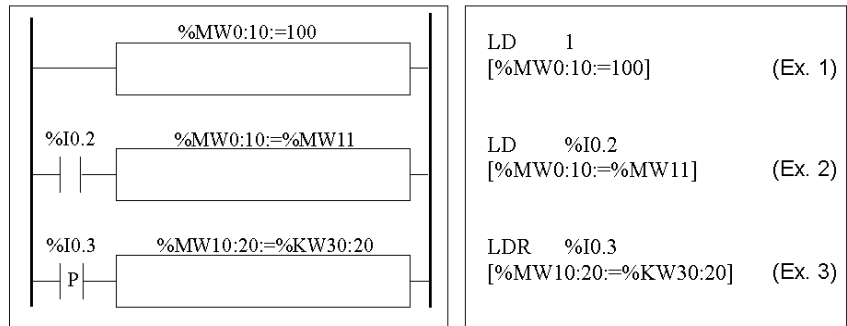 %MW0:10:=100
%I0.2
%MW0:10:=%MW11
%I0.3
%MW10:20:=%KW30:20
P
LD 1
[%MW0:10:=100] (Ex. 1)
LD %I0.2
[%MW0:10:=%MW11] (Ex. 2)
LDR %I0.3
[%MW10:20:=%KW30:20] (Ex. 3)